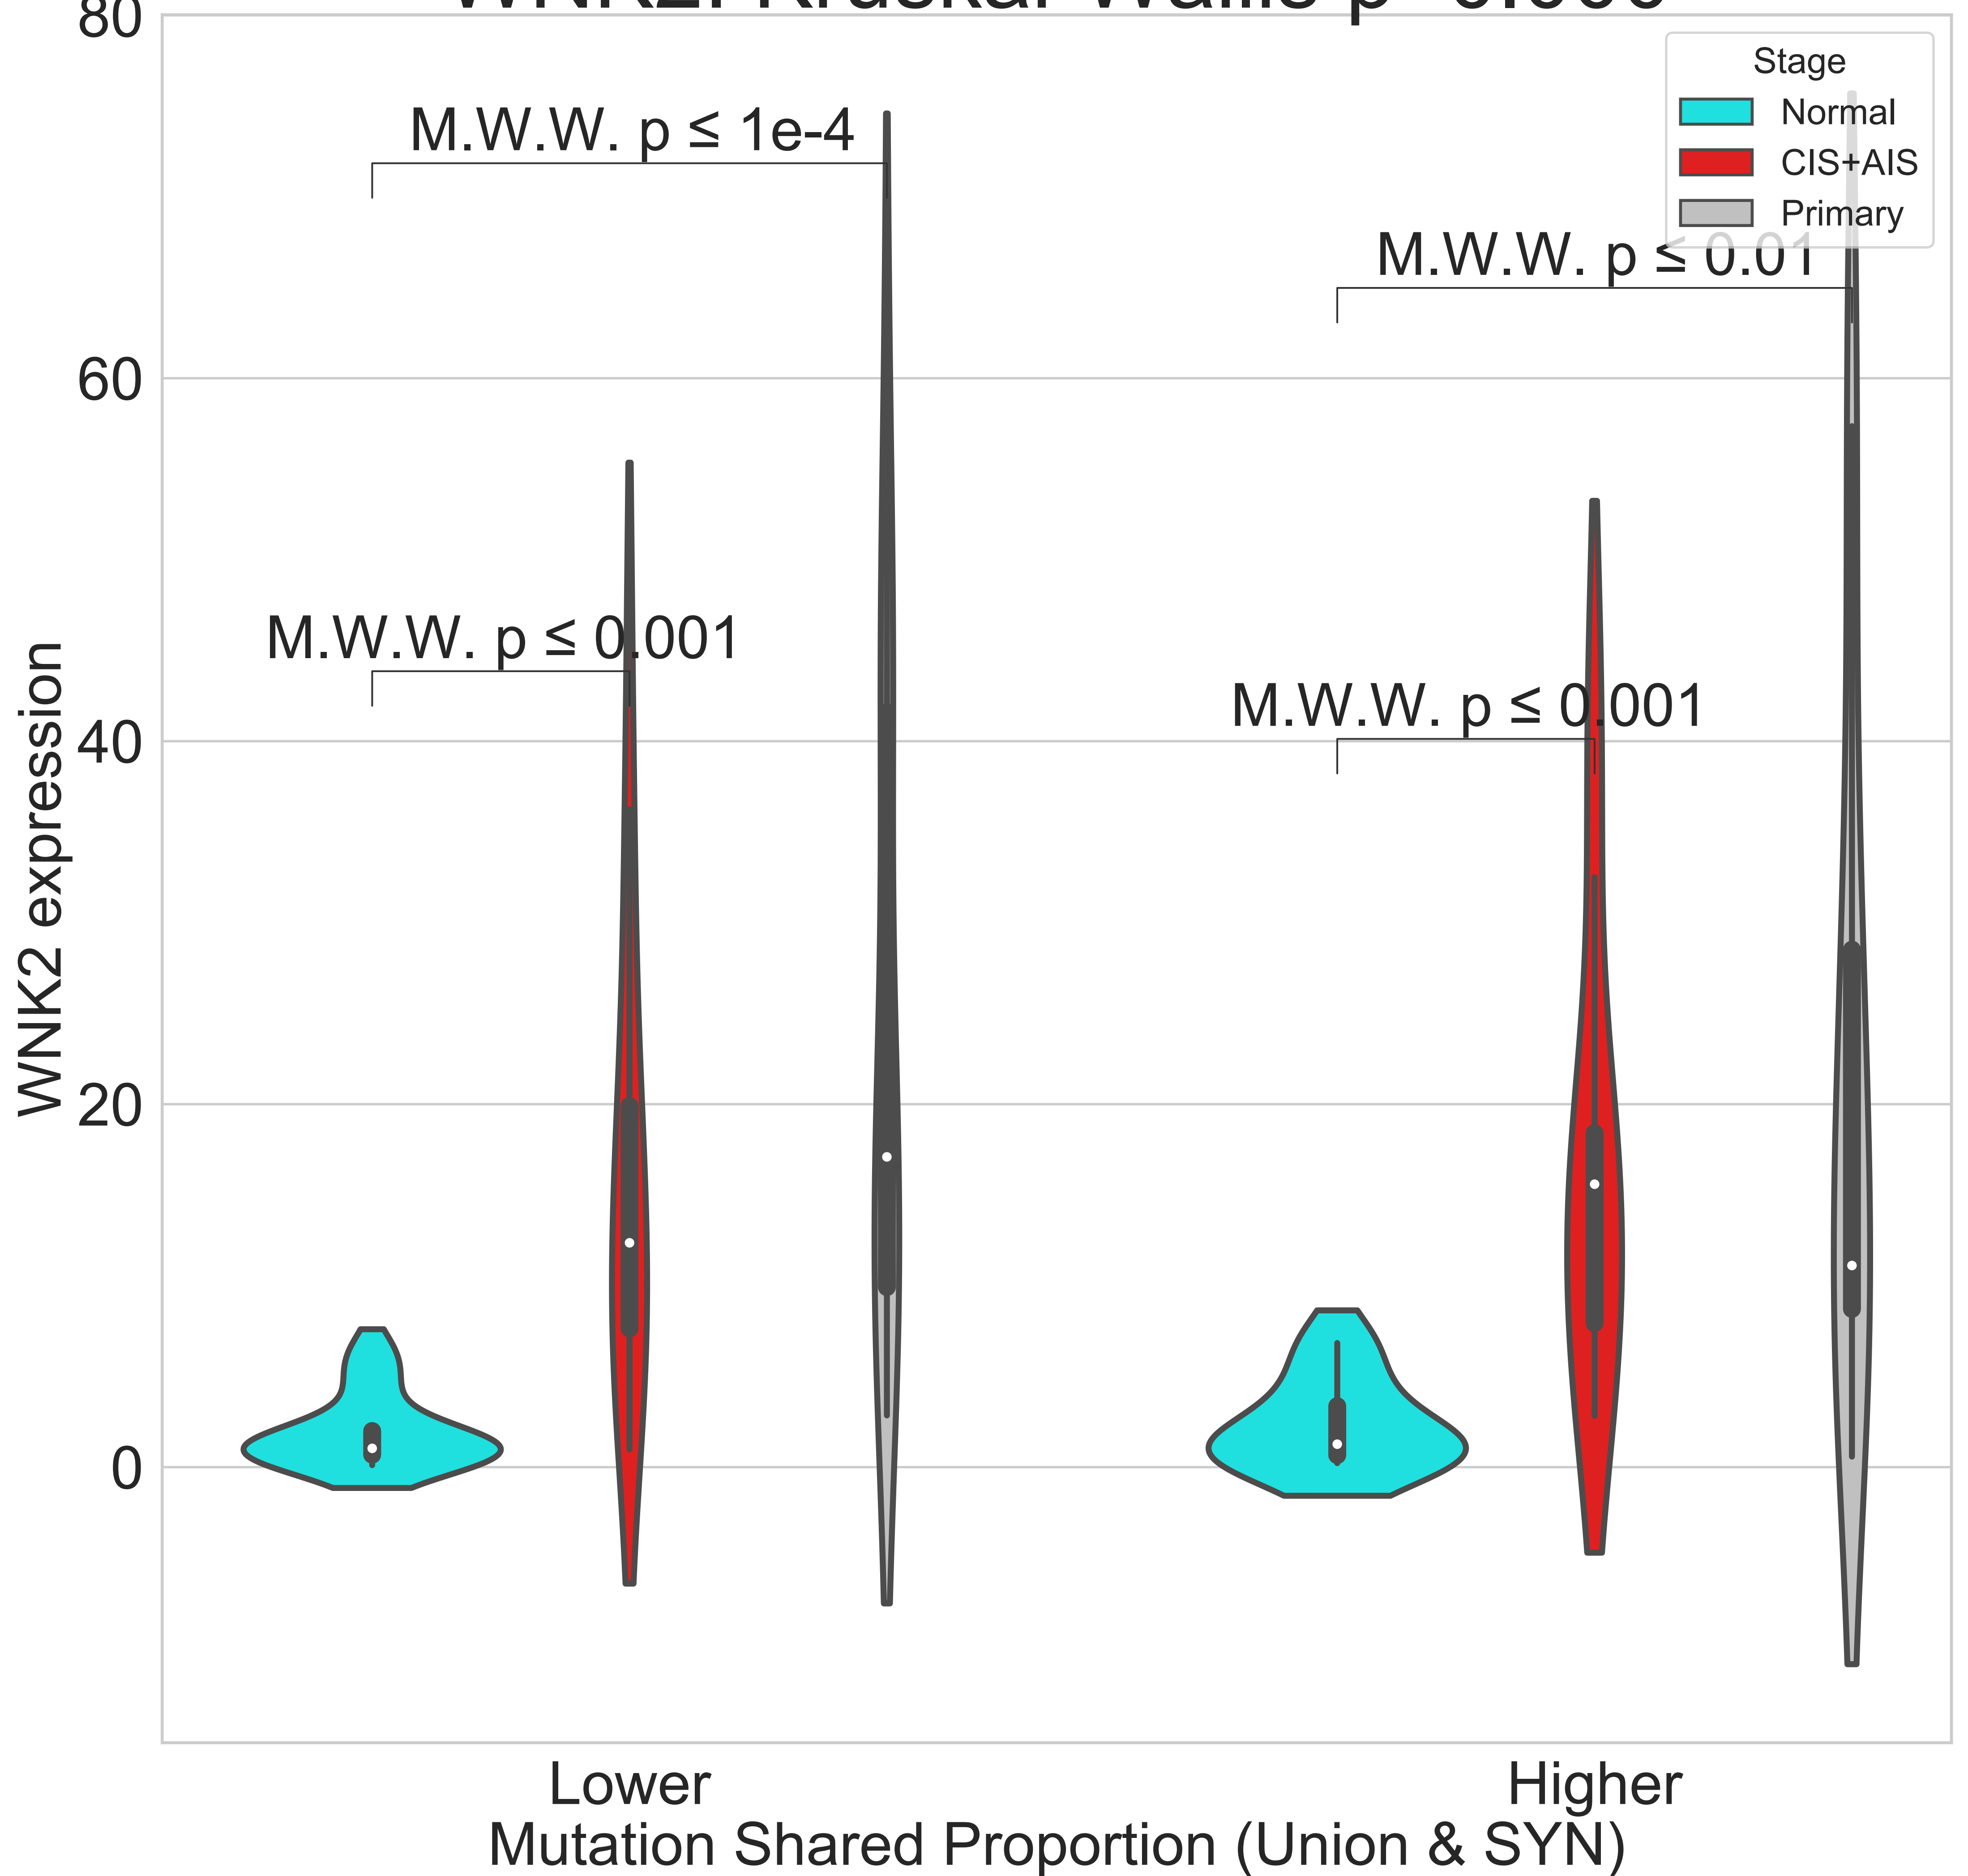 80
Stage
Normal
M.W.W. p ≤ 1e-4
CIS+AIS
Primary
M.W.W. p ≤ 0.01
60
M.W.W. p ≤ 0.001
M.W.W. p ≤ 0.001
40
WNK2 expression
20
0
Lower
Higher
Mutation Shared Proportion (Union & SYN)